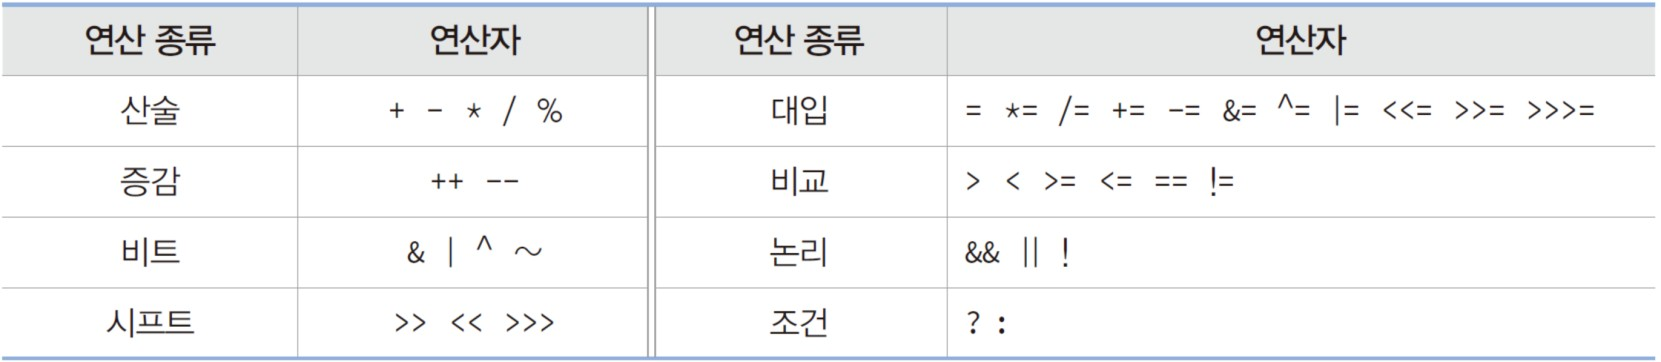 연산 종류 연산자 연산 종류 연산자
산술 + - * / % 대입 = *= /= += -= &= ^= |= <<= >>= >>>=
증감 ++ -- 비교 > < >= <= == !=
비트 & | ^ ~ 논리 && || !
시프트 >> << >>> 조건 ? :